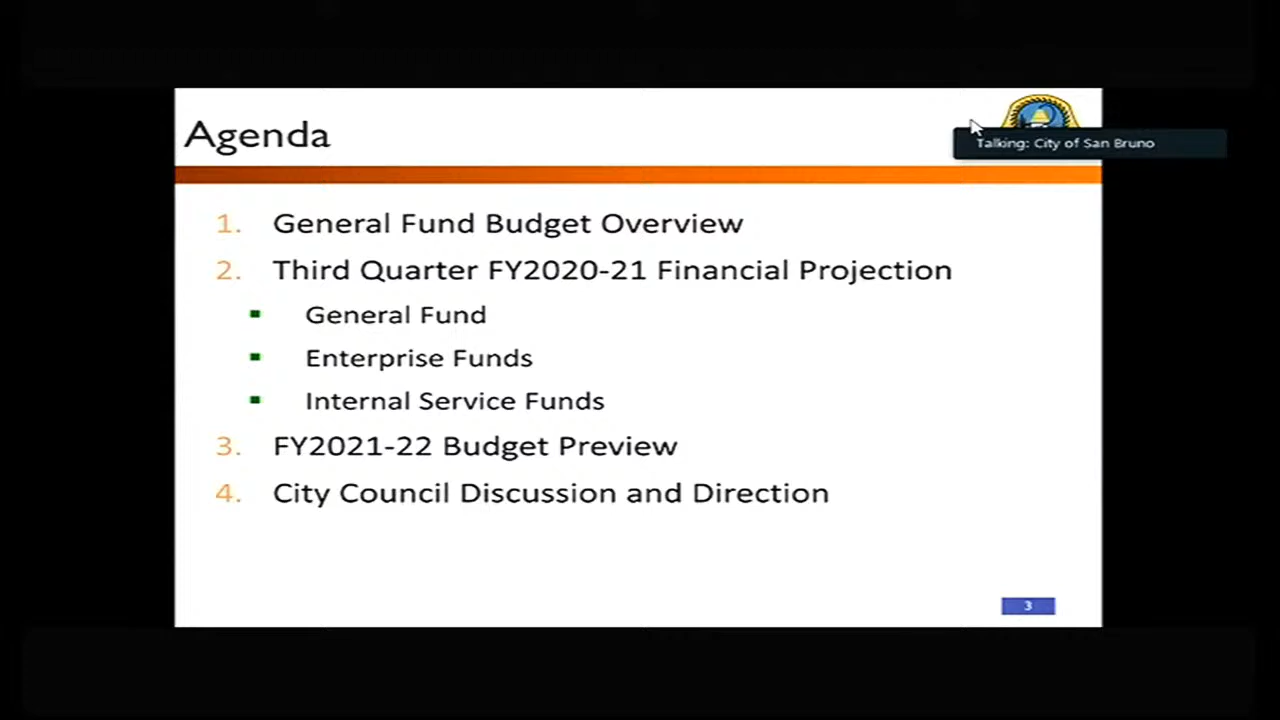 Agenda
Talking: City of San Bruno
1. General Fund Budget Overview
2. Third Quarter FY2020-21 Financial Projection
General Fund
Enterprise Funds
Internal Service Funds
3. FY2021-22 Budget Preview
4. City Council Discussion and Direction
3